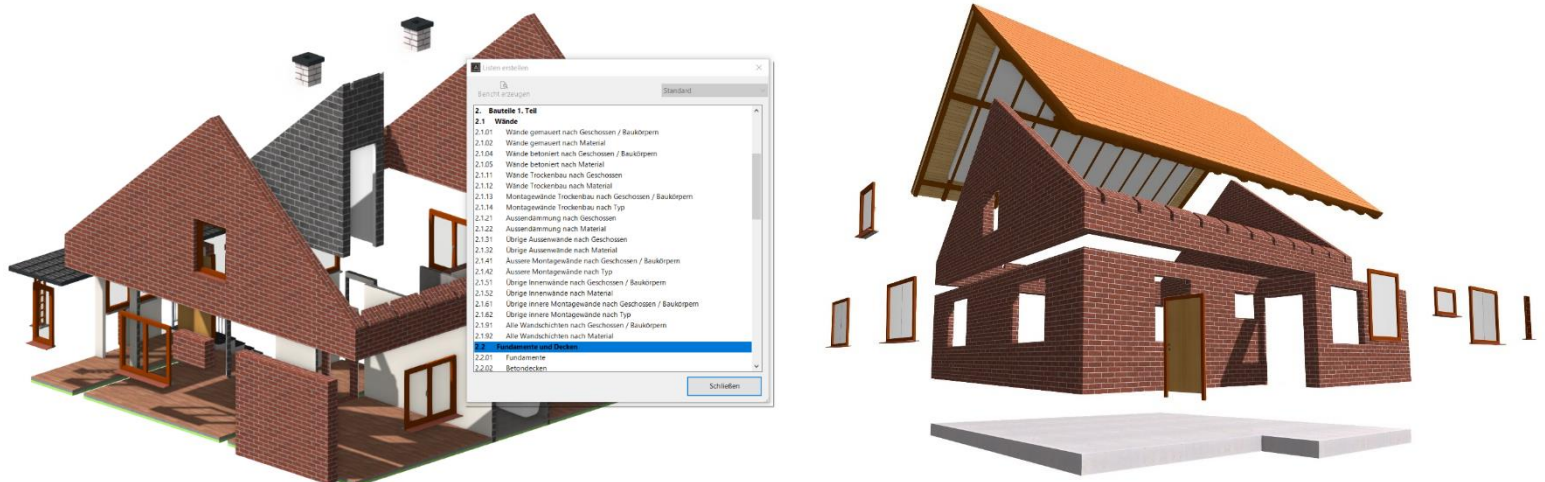 Listen erstellen
Bericht erzeugen
Standard
2. Bauteile 1. Teil
2.1 Wände
2.1.01 Wände gemauert nach Geschossen / Baukörpern
2.1.02 Wände gemauert nach Material
2.1.04 Wände betoniert nach Geschossen / Baukörpern
2.1.05 Wände betoniert nach Material
2.1.11 Wände Trockenbau nach Geschossen
2.1.12 Wände Trockenbau nach Material
2.1.13 Montagewände Trockenbau nach Geschossen / Baukörpern
2.1.14 Montagewände Trockenbau nach Typ
2.1.21 Aussendämmung nach Geschossen
2.1.22 Aussendämmung nach Material
2.1.31 Übrige Aussenwände nach Geschossen
2.1.32 Übrige Aussenwände nach Material
2.1.41 Äussere Montagewände nach Geschossen / Baukörpern
2.1.42 Äussere Montagewände nach Typ
2.1.51 Übrige Innenwände nach Geschossen / Baukörpern
2.1.52 Übrige Innenwände nach Material
2.1.61 Übrige innere Montagewände nach Geschossen / Baukörpern
2.1.62 Übrige innere Montagewände nach Typ
2.1.91 Alle Wandschichten nach Geschossen / Baukörpern
2.1.92 Alle Wandschichten nach Material
2.2 Fundamente und Decken
2.2.01 Fundamente
2.2.02 Betondecken
Schließen